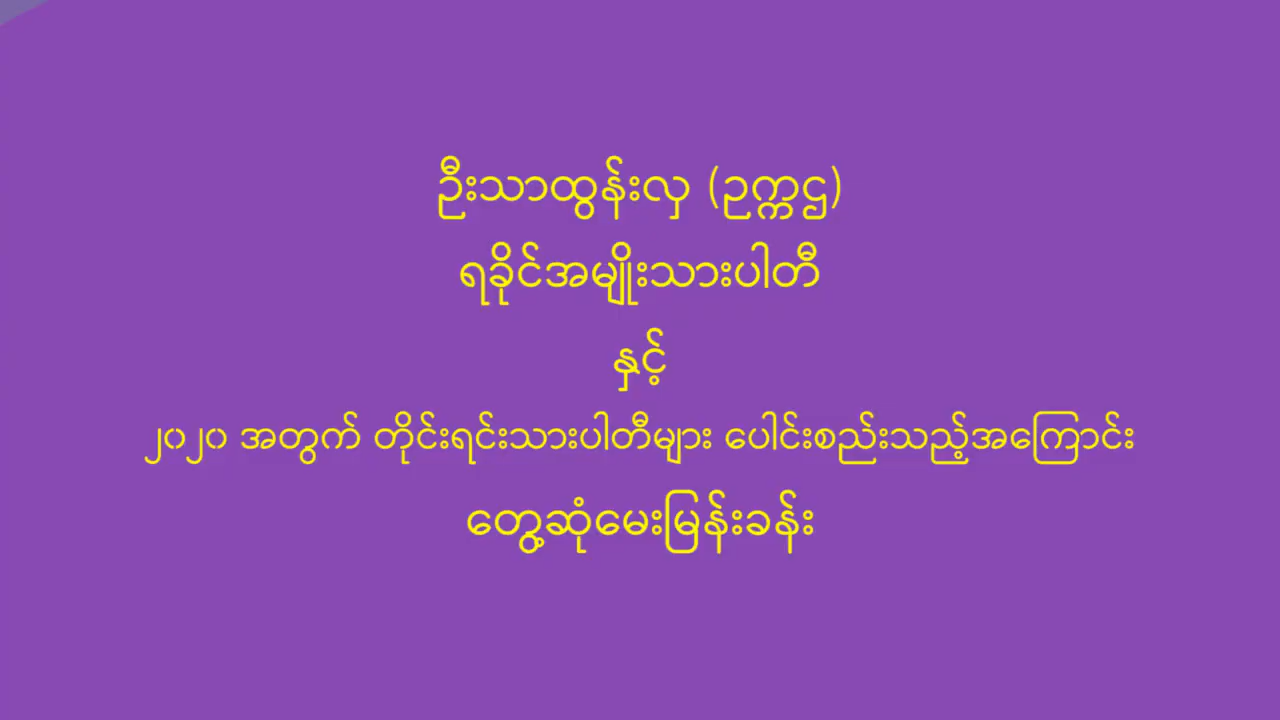 ဦးသာထွန်းလှ (ဥက္ကဌ)
ရခိုင်အမျိုးသားပါတီ
နှင့်
၂၀၂၀ အတွက် တိုင်းရင်းသားပါတီများ ပေါင်းစည်းသည့်အကြောင်း
တွေ့ဆုံမေးမြန်းခန်း